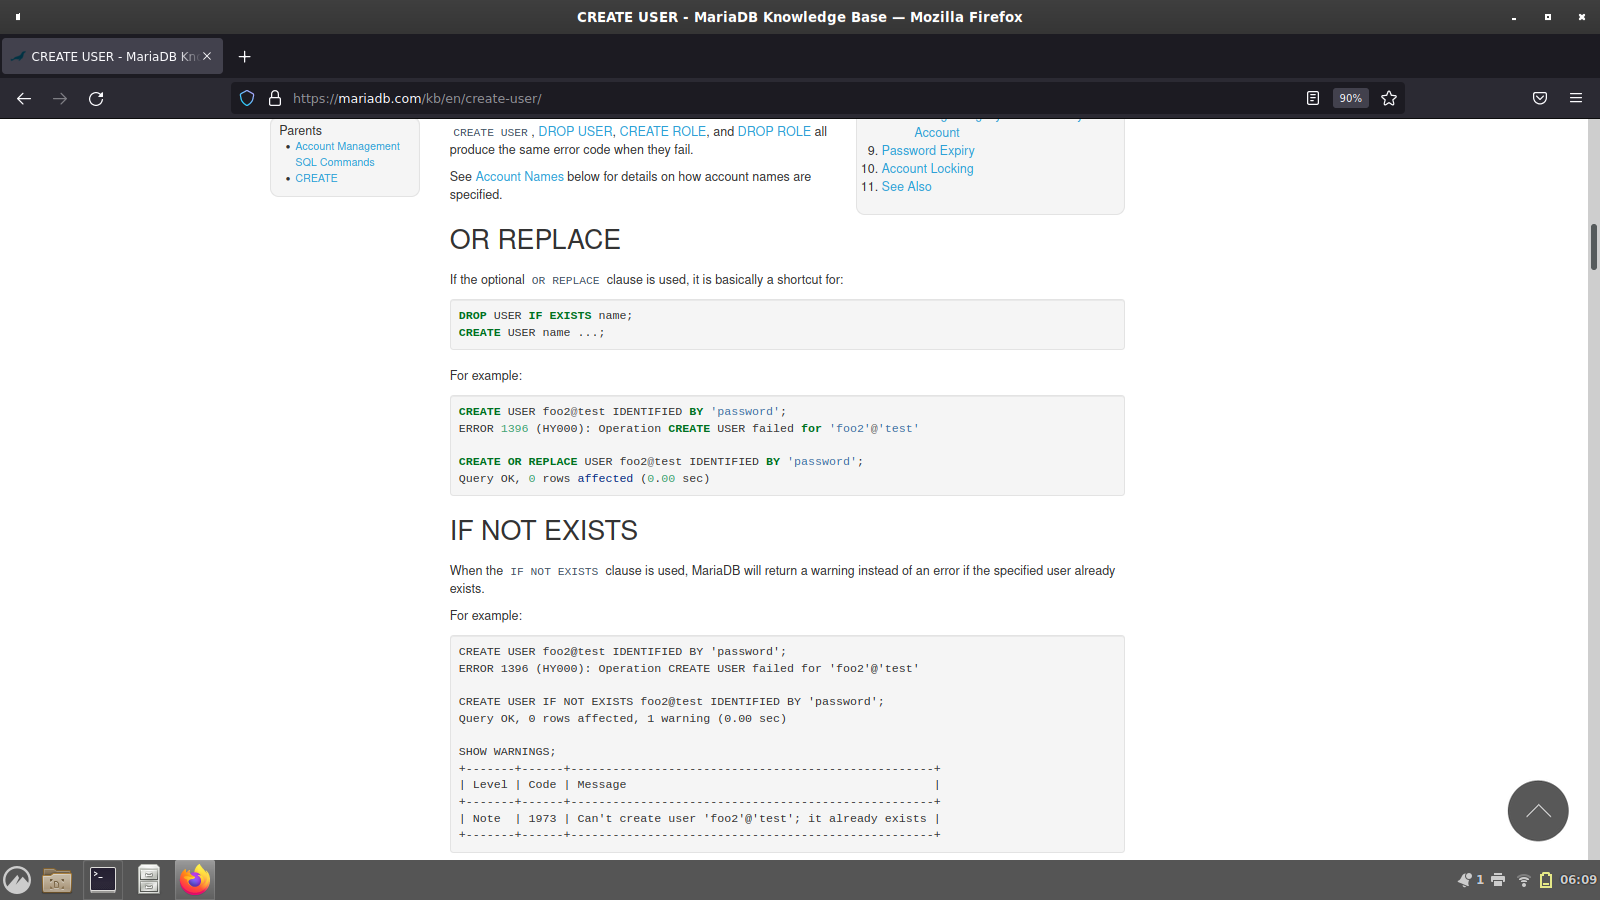 CREATE USER - MariaDB Knowledge Base — Mozilla Firefox
CREATE USER - MariaDB Kn
https://mariadb.com/kb/en/create-user/
90%
Parents
Account Management
SQL Commands
CREATE
CREATE USER , DROP USER, CREATE ROLE, and DROP ROLE all
produce the same error code when they fail.
See Account Names below for details on how account names are
specified.
Account
9. Password Expiry
10. Account Locking
11. See Also
OR REPLACE
If the optional OR REPLACE clause is used, it is basically a shortcut for:
DROP USER IF EXISTS name;
CREATE USER name ...;
For example:
CREATE USER foo2@test IDENTIFIED BY 'password';
ERROR 1396 (HY000): Operation CREATE USER failed for 'foo2'@'test'
CREATE OR REPLACE USER foo2@test IDENTIFIED BY 'password';
Query OK, 0 rows affected (0.00 sec)
IF NOT EXISTS
When the IF NOT EXISTS clause is used, MariaDB will return a warning instead of an error if the specified user already
exists.
For example:
CREATE USER foo2@test IDENTIFIED BY 'password';
ERROR 1396 (HY000): Operation CREATE USER failed for 'foo2'@'test'
CREATE USER IF NOT EXISTS foo2@test IDENTIFIED BY 'password';
Query OK, 0 rows affected, 1 warning (0.00 sec)
SHOW WARNINGS;
+-------+------+----------------------------------------------------+
| Level | Code | Message                                            |
+-------+------+----------------------------------------------------+
| Note  | 1973 | Can't create user 'foo2'@'test'; it already exists |
+-------+------+----------------------------------------------------+
1
06:09